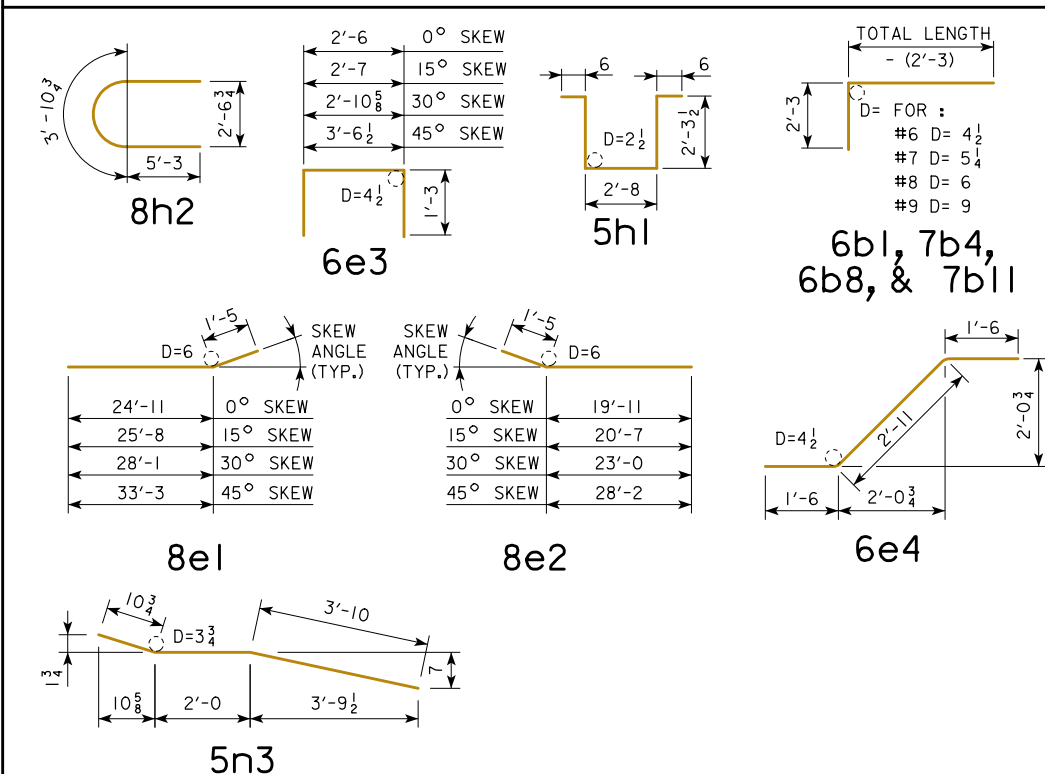 3'-10 3/4
2'-6 3/4
5'-3
8h2
2'-6 0° SKEW
2'-7 15° SKEW
2'-10 5/8 30° SKEW
3'-6 1/2 45° SKEW
D=4 1/2
1'-3
6e3
6
6
D=2 1/2
2'-3 1/2
2'-8
5h1
TOTAL LENGTH
- (2'-3)
2'-3
D= FOR :
#6 D= 4 1/2
#7 D= 5 1/4
#8 D= 6
#9 D= 9
6b1, 7b4,
6b8, & 7b11
1'-5
D=6
SKEW
ANGLE
(TYP.)
24'-11 0° SKEW
25'-8 15° SKEW
28'-1 30° SKEW
33'-3 45° SKEW
8e1
1'-5
SKEW
ANGLE
(TYP.)
D=6
0° SKEW 19'-11
15° SKEW 20'-7
30° SKEW 23'-0
45° SKEW 28'-2
8e2
1'-6
D=4 1/2
2'-11
2'-0 3/4
1'-6
2'-0 3/4
6e4
10 3/4
D=3 3/4
3'-10
1 3/4
7
10 5/8
2'-0
3'-9 1/2
5n3